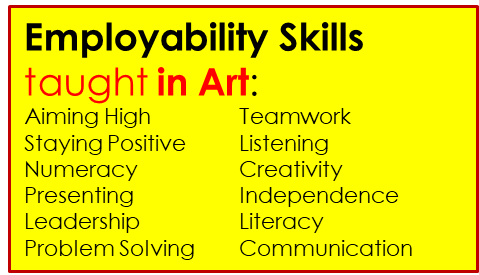 Employability Skills
taught in Art:
Aiming High
Staying Positive
Numeracy
Presenting
Leadership
Problem Solving
Teamwork
Listening
Creativity
Independence
Literacy
Communication